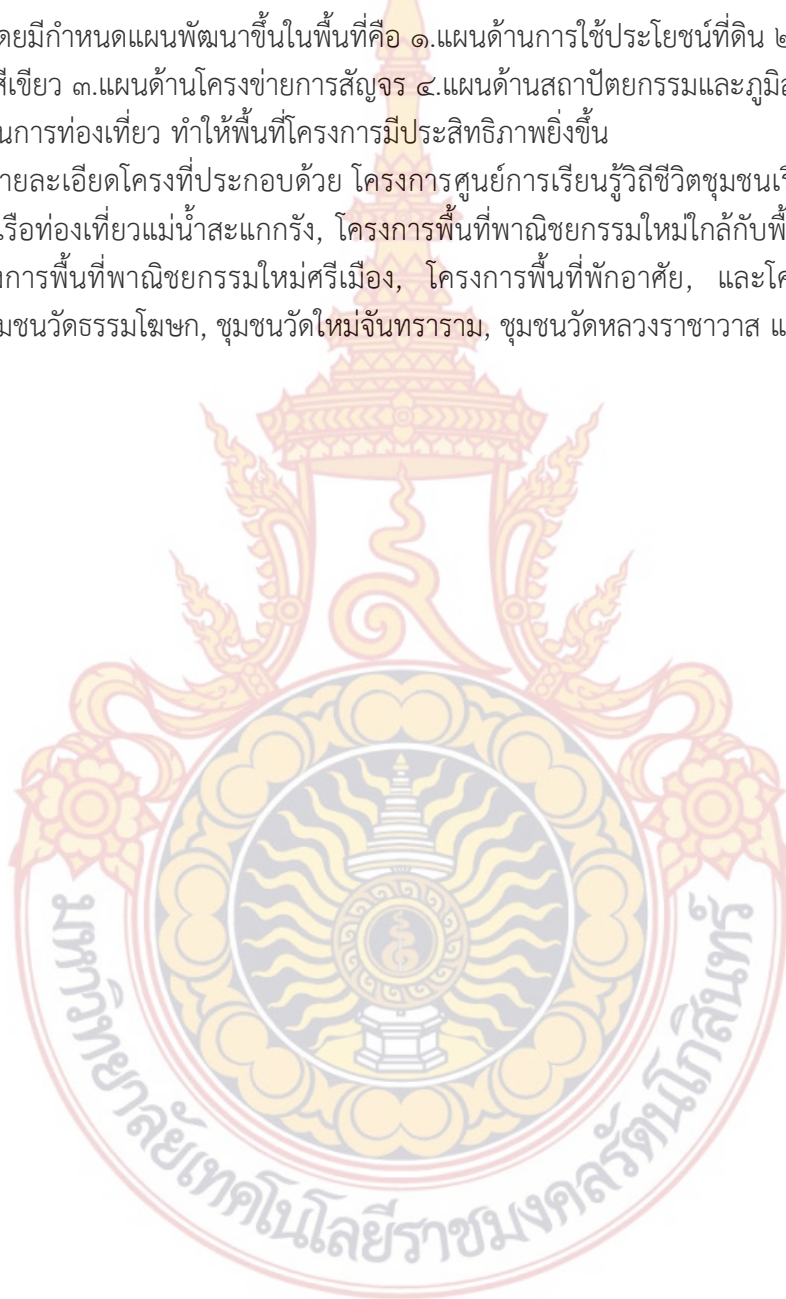 ดยมีกำหนดแผนพัฒนาขึ้นในพื้นที่คือ ๑.แผนด้านการใช้ประโยชน์ที่ดิน ๒
สีเขียว ๓.แผนด้านโครงข่ายการสัญจร ๔.แผนด้านสถาปัตยกรรมและภูมิส
นการท่องเที่ยว ทำให้พื้นที่โครงการมีประสิทธิภาพยิ่งขึ้น
ายละเอียดโครงที่ประกอบด้วย โครงการศูนย์การเรียนรู้วิถีชีวิตชุมชนเรื
เรือท่องเที่ยวแม่น้ำสะแกกรัง, โครงการพื้นที่พาณิชยกรรมใหม่ใกล้กับพื้
งการพื้นที่พาณิชยกรรมใหม่ศรีเมือง, โครงการพื้นที่พักอาศัย, และโค
มชนวัดธรรมโฆษก, ชุมชนวัดใหม่จันทราราม, ชุมชนวัดหลวงราชาวาส แ
มหาวิทยาลัยเทคโนโลยีราชมงคลรัตนโกสินทร์